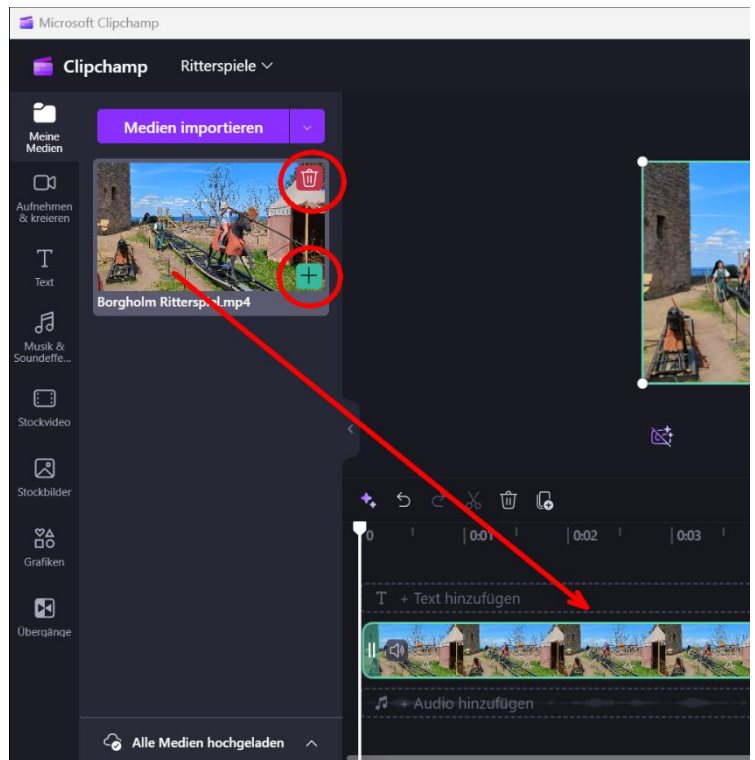 Microsoft Clipchamp
Clipchamp
Ritterspiele
Meine
Medien
Medien importieren
Aufnehmen
& kreieren
Text
Borgholm Ritterspiel.mp4
Musik &
Soundeffe...
Stockvideo
Stockbilder
Grafiken
Übergänge
0 0:01 0:02 0:03
T + Text hinzufügen
+ Audio hinzufügen
Alle Medien hochgeladen